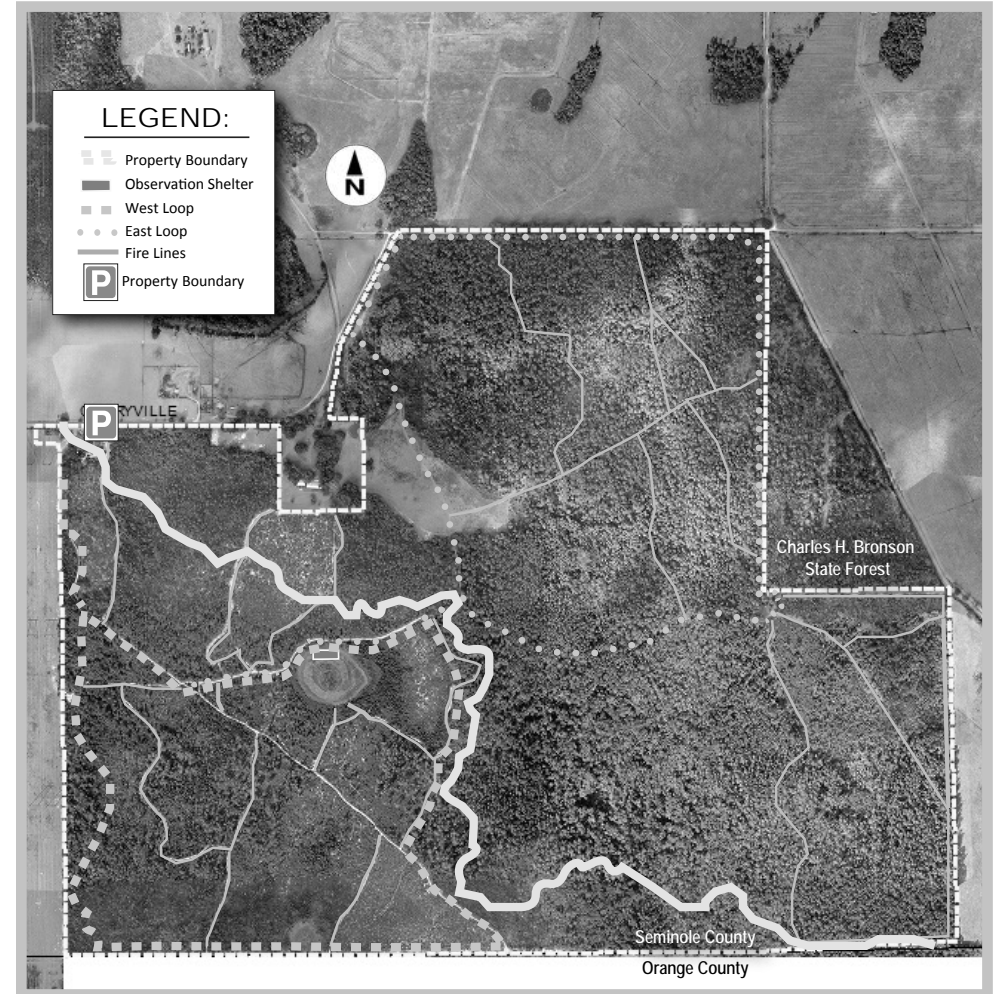 LEGEND:
Property Boundary
Observation Shelter
West Loop
East Loop
Fire Lines
P Property Boundary
N
P
RYVILLE
Charles H. Bronson
State Forest
Seminole County
Orange County